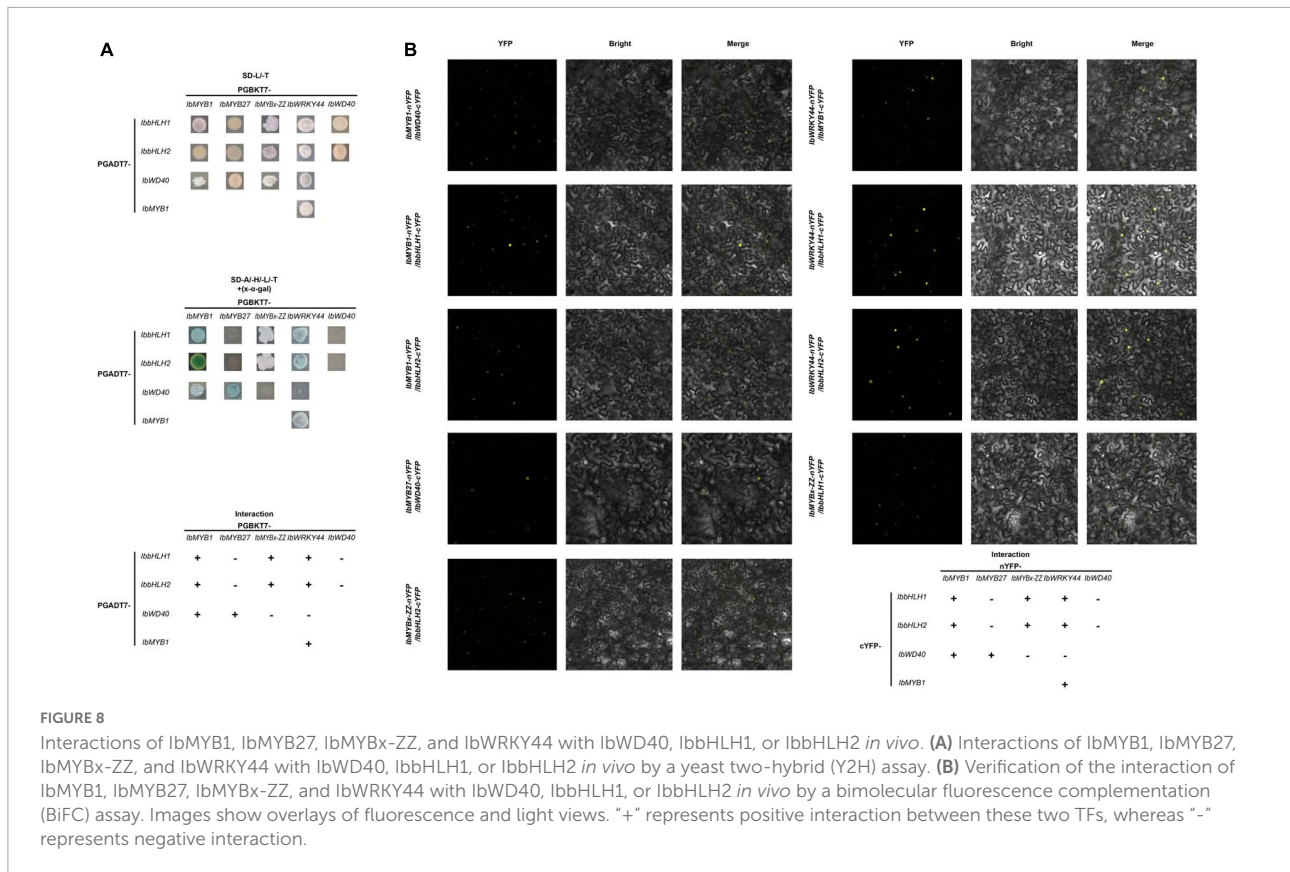 A
SD-L/-T
PGBKT7-
IbMYB1 IbMYB27 IbMYBx-ZZ IbWRKY44 IbWD40
IbbHLH1
IbbHLH2
PGADT7-
IbWD40
IbMYB1
SD-A/-H/-L/-T
+(x-α-gal)
PGBKT7-
IbMYB1 IbMYB27 IbMYBx-ZZ IbWRKY44 IbWD40
IbbHLH1
IbbHLH2
PGADT7-
IbWD40
IbMYB1
Interaction
PGBKT7-
IbMYB1 IbMYB27 IbMYBx-ZZ IbWRKY44 IbWD40
IbbHLH1 + - + + -
IbbHLH2 + - + + -
PGADT7-
IbWD40 + + - -
IbMYB1 +
B
YFP Bright Merge
IbMYB1-nYFP
/IbWD40-cYFP
IbMYB1-nYFP
/IbbHLH1-cYFP
IbMYB1-nYFP
/IbbHLH2-cYFP
IbMYB27-nYFP
/IbWD40-cYFP
IbMYBx-ZZ-nYFP
/IbbHLH2-cYFP
YFP Bright Merge
IbWRKY44-nYFP
/IbMYB1-cYFP
IbWRKY44-nYFP
/IbbHLH1-cYFP
IbWRKY44-nYFP
/IbbHLH2-cYFP
IbMYBx-ZZ-nYFP
/IbbHLH1-cYFP
Interaction
nYFP-
IbMYB1 IbMYB27 IbMYBx-ZZ IbWRKY44 IbWD40
IbbHLH1 + - + + -
IbbHLH2 + - + + -
cYFP-
IbWD40 + + - -
IbMYB1 +
FIGURE 8
Interactions of IbMYB1, IbMYB27, IbMYBx-ZZ, and IbWRKY44 with IbWD40, IbbHLH1, or IbbHLH2 in vivo. (A) Interactions of IbMYB1, IbMYB27,
IbMYBx-ZZ, and IbWRKY44 with IbWD40, IbbHLH1, or IbbHLH2 in vivo by a yeast two-hybrid (Y2H) assay. (B) Verification of the interaction of
IbMYB1, IbMYB27, IbMYBx-ZZ, and IbWRKY44 with IbWD40, IbbHLH1, or IbbHLH2 in vivo by a bimolecular fluorescence complementation
(BiFC) assay. Images show overlays of fluorescence and light views. “+” represents positive interaction between these two TFs, whereas “-”
represents negative interaction.